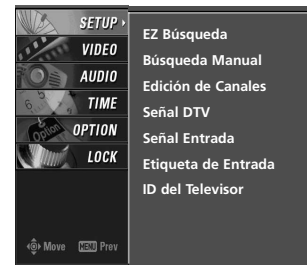 SETUP
VIDEO
AUDIO
TIME
OPTION
LOCK
Move MENU Prev
EZ Búsqueda
Búsqueda Manual
Edición de Canales
Señal DTV
Señal Entrada
Etiqueta de Entrada
ID del Televisor